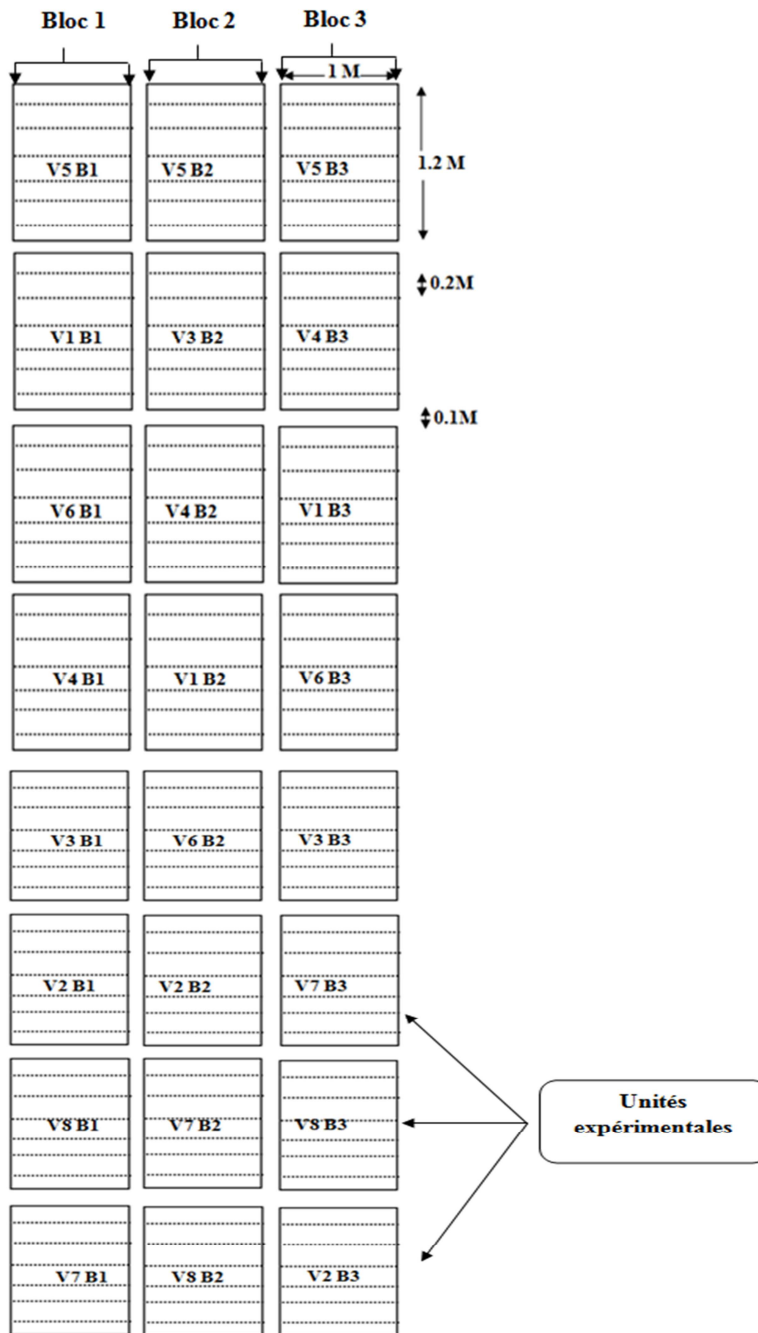 Bloc 1 Bloc 2 Bloc 3
1 M
V5 B1 V5 B2 V5 B3 1.2 M
0.2M
V1 B1 V3 B2 V4 B3
0.1M
V6 B1 V4 B2 V1 B3
V4 B1 V1 B2 V6 B3
V3 B1 V6 B2 V3 B3
V2 B1 V2 B2 V7 B3
Unités
V8 B1 V7 B2 V8 B3 expérimentales
V7 B1 V8 B2 V2 B3